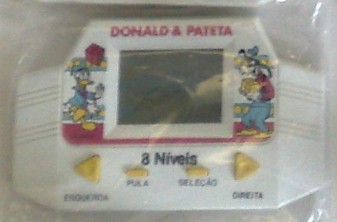 DONALD & PATETA
8 Níveis
PULA SELEÇÃO
ESQUERDA DIREITA